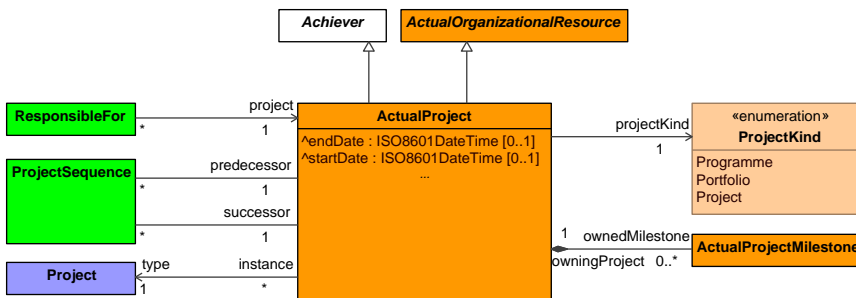 Achiever
ActualOrganizationalResource
ResponsibleFor
project
*
1
ActualProject
^endDate : ISO8601DateTime [0..1]
^startDate : ISO8601DateTime [0..1]
...
projectKind
1
«enumeration»
ProjectKind
Programme
Portfolio
Project
ProjectSequence
predecessor
*
1
successor
*
1
1
ownedMilestone
owningProject
0..*
ActualProjectMilestone
Project
type
1
instance
*